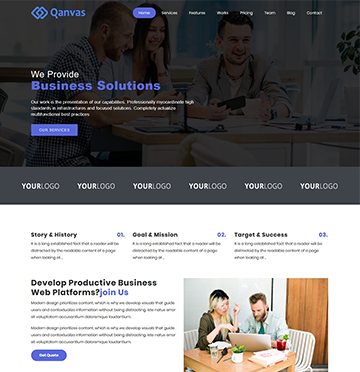 Qanvas
Home Services Features Works Pricing Team Blog Contact
We Provide
Business Solutions
Our work is the presentation of our capabilities. Professionally myocardinate high
standards in infrastructures and focused solutions. Completely actualize
multifunctional best practices
OUR SERVICES
YOURLOGO YOURLOGO YOURLOGO YOURLOGO YOURLOGO YOURLOGO
Story & History 01.
It is a long established fact that a reader will be
distracted by the readable content of a page
when looking at...
Goal & Mission 02.
It is a long established fact that a reader will be
distracted by the readable content of a page
when looking at...
Target & Success 03.
It is a long established fact that a reader will be
distracted by the readable content of a page
when looking at...
Develop Productive Business
Web Platforms?join Us
Modern design prioritizes content, which is why we develop visuals that guide
users and contextualize information without being distracting, iste natus error
sit voluptatem accusantium doloremque laudantium.
Modern design prioritizes content, which is why we develop visuals that guide
users and contextualize information without being distracting, iste natus error
sit voluptatem accusantium doloremque laudantium.
Get Quote